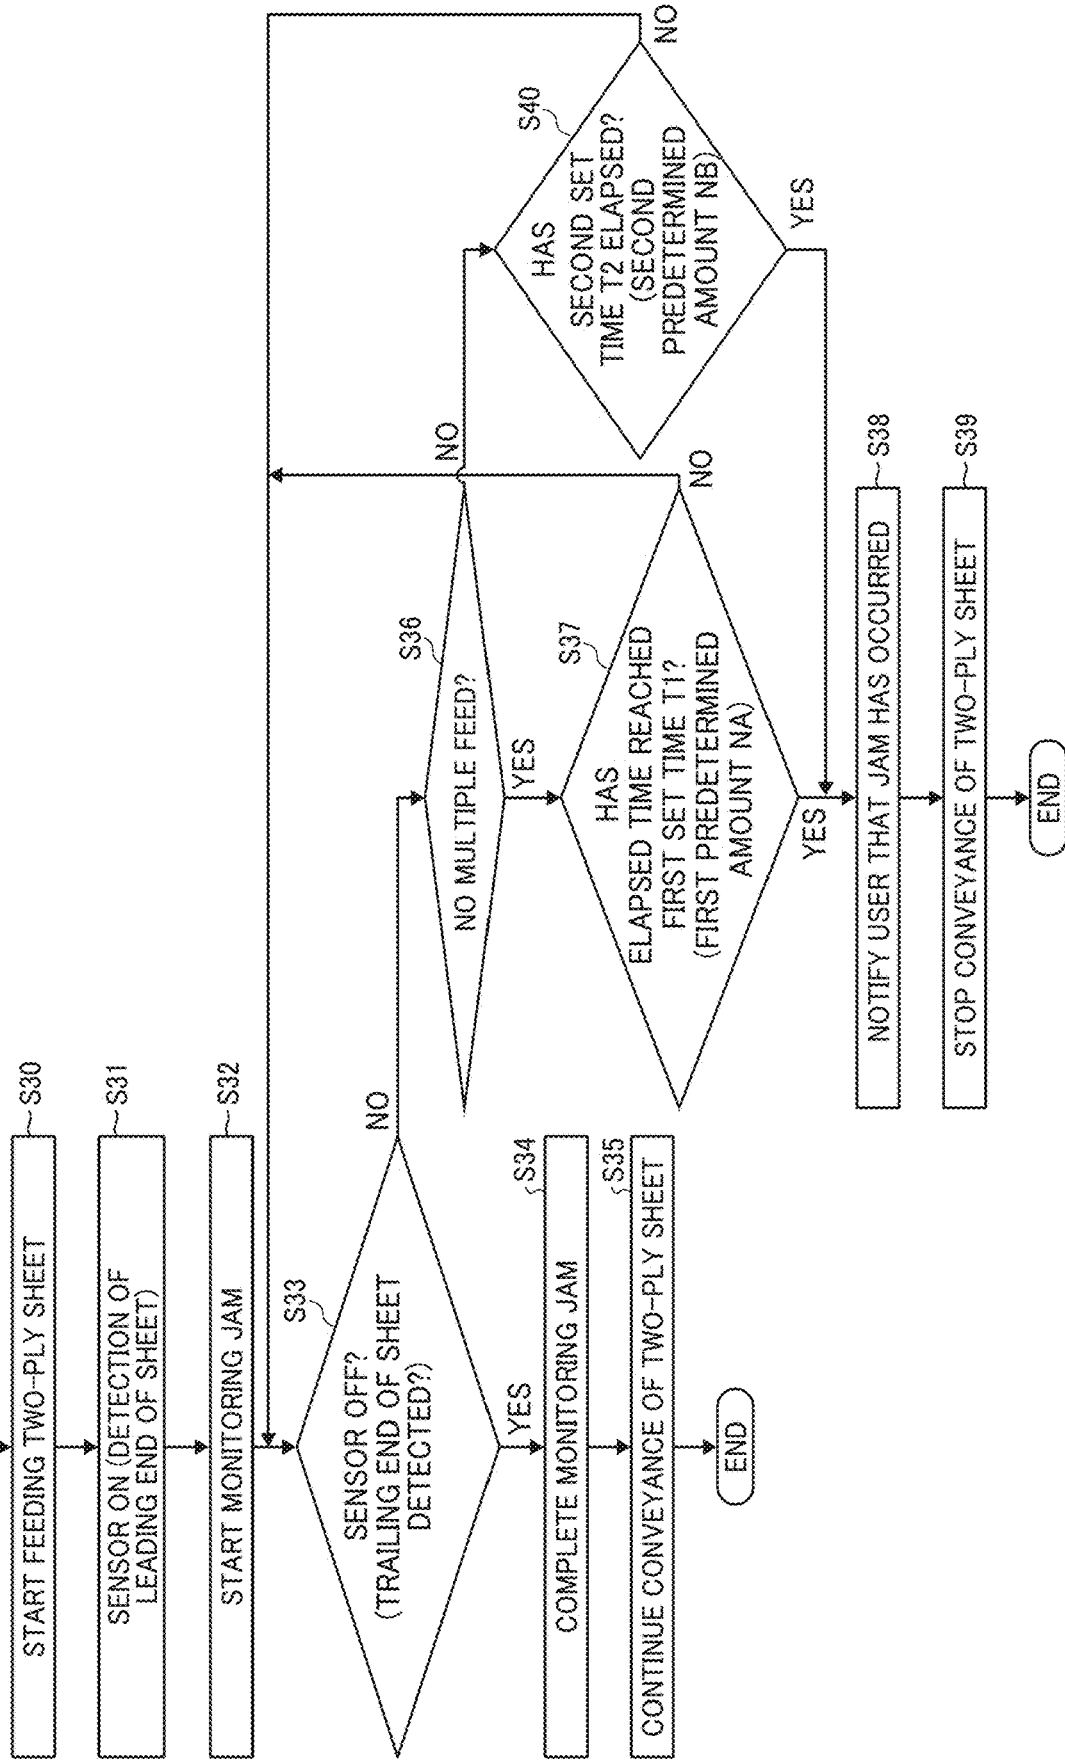 START FEEDING TWO-PLY SHEET
S30
SENSOR ON (DETECTION OF
LEADING END OF SHEET)
S31
START MONITORING JAM
S32
S33
SENSOR OFF?
(TRAILING END OF SHEET
DETECTED?)
NO
YES
COMPLETE MONITORING JAM
S34
CONTINUE CONVEYANCE OF TWO-PLY SHEET
S35
END
S36
NO MULTIPLE FEED?
NO
YES
S37
HAS
ELAPSED TIME REACHED
FIRST SET TIME T1?
(FIRST PREDETERMINED
AMOUNT NA)
NO
YES
NOTIFY USER THAT JAM HAS OCCURRED
S38
STOP CONVEYANCE OF TWO-PLY SHEET
S39
END
S40
HAS
SECOND SET
TIME T2 ELAPSED?
(SECOND
PREDETERMINED
AMOUNT NB)
NO
YES